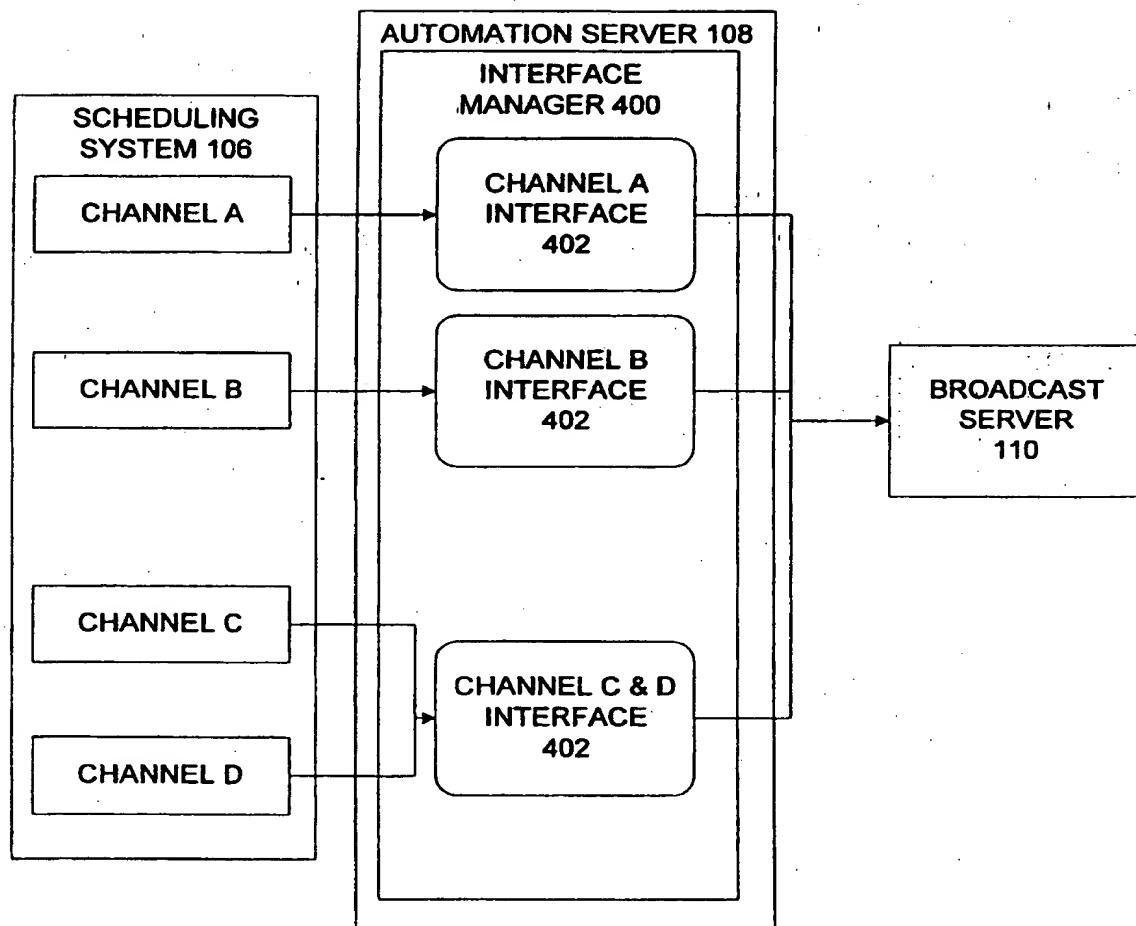 AUTOMATION SERVER 108
INTERFACE
MANAGER 400
SCHEDULING
SYSTEM 106
CHANNEL A
CHANNEL A
INTERFACE
402
CHANNEL B
CHANNEL B
INTERFACE
402
BROADCAST
SERVER
110
CHANNEL C
CHANNEL C & D
INTERFACE
402
CHANNEL D